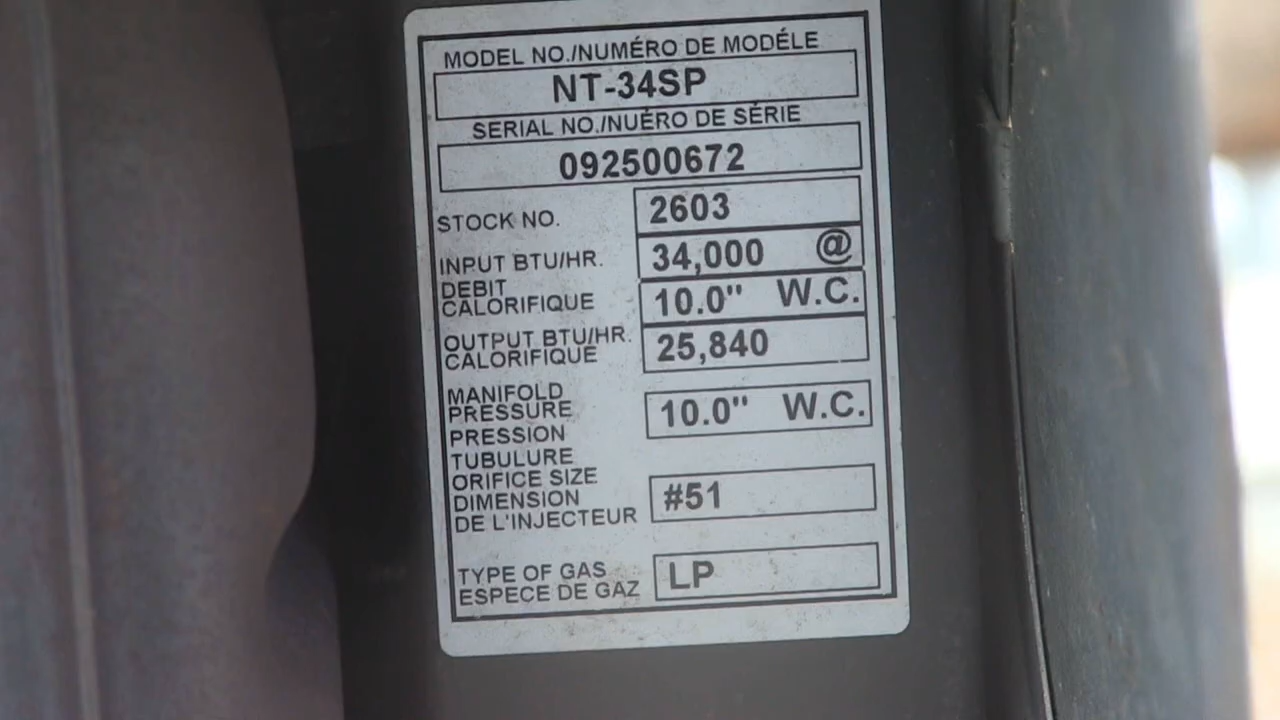 MODEL NO./NUMÉRO DE MODÉLE
NT-34SP
SERIAL NO./NUÉRO DE SÉRIE
092500672
STOCK NO. 2603
INPUT BTU/HR. 34,000 @
DEBIT
CALORIFIQUE 10.0" W.C.
OUTPUT BTU/HR.
CALORIFIQUE 25,840
MANIFOLD
PRESSURE 10.0" W.C.
PRESSION
TUBULURE
ORIFICE SIZE
DIMENSION #51
DE L'INJECTEUR
TYPE OF GAS LP
ESPECE DE GAZ